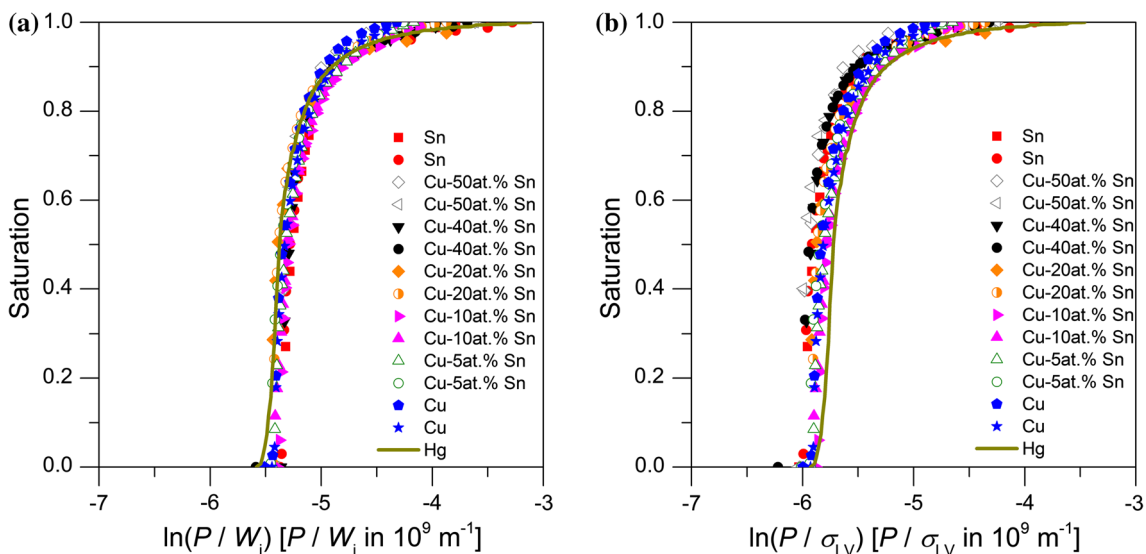 (a)
1.0
0.8
0.6
0.4
0.2
0.0
Saturation
Sn
Sn
Cu-50at.% Sn
Cu-50at.% Sn
Cu-40at.% Sn
Cu-40at.% Sn
Cu-20at.% Sn
Cu-20at.% Sn
Cu-10at.% Sn
Cu-10at.% Sn
Cu-5at.% Sn
Cu-5at.% Sn
Cu
Cu
Hg
-7 -6 -5 -4 -3
ln(P / Wi) [P / Wi in 10⁹ m⁻¹]
(b)
1.0
0.8
0.6
0.4
0.2
0.0
Saturation
Sn
Sn
Cu-50at.% Sn
Cu-50at.% Sn
Cu-40at.% Sn
Cu-40at.% Sn
Cu-20at.% Sn
Cu-20at.% Sn
Cu-10at.% Sn
Cu-10at.% Sn
Cu-5at.% Sn
Cu-5at.% Sn
Cu
Cu
Hg
-7 -6 -5 -4 -3
ln(P / σLV) [P / σLV in 10⁹ m⁻¹]